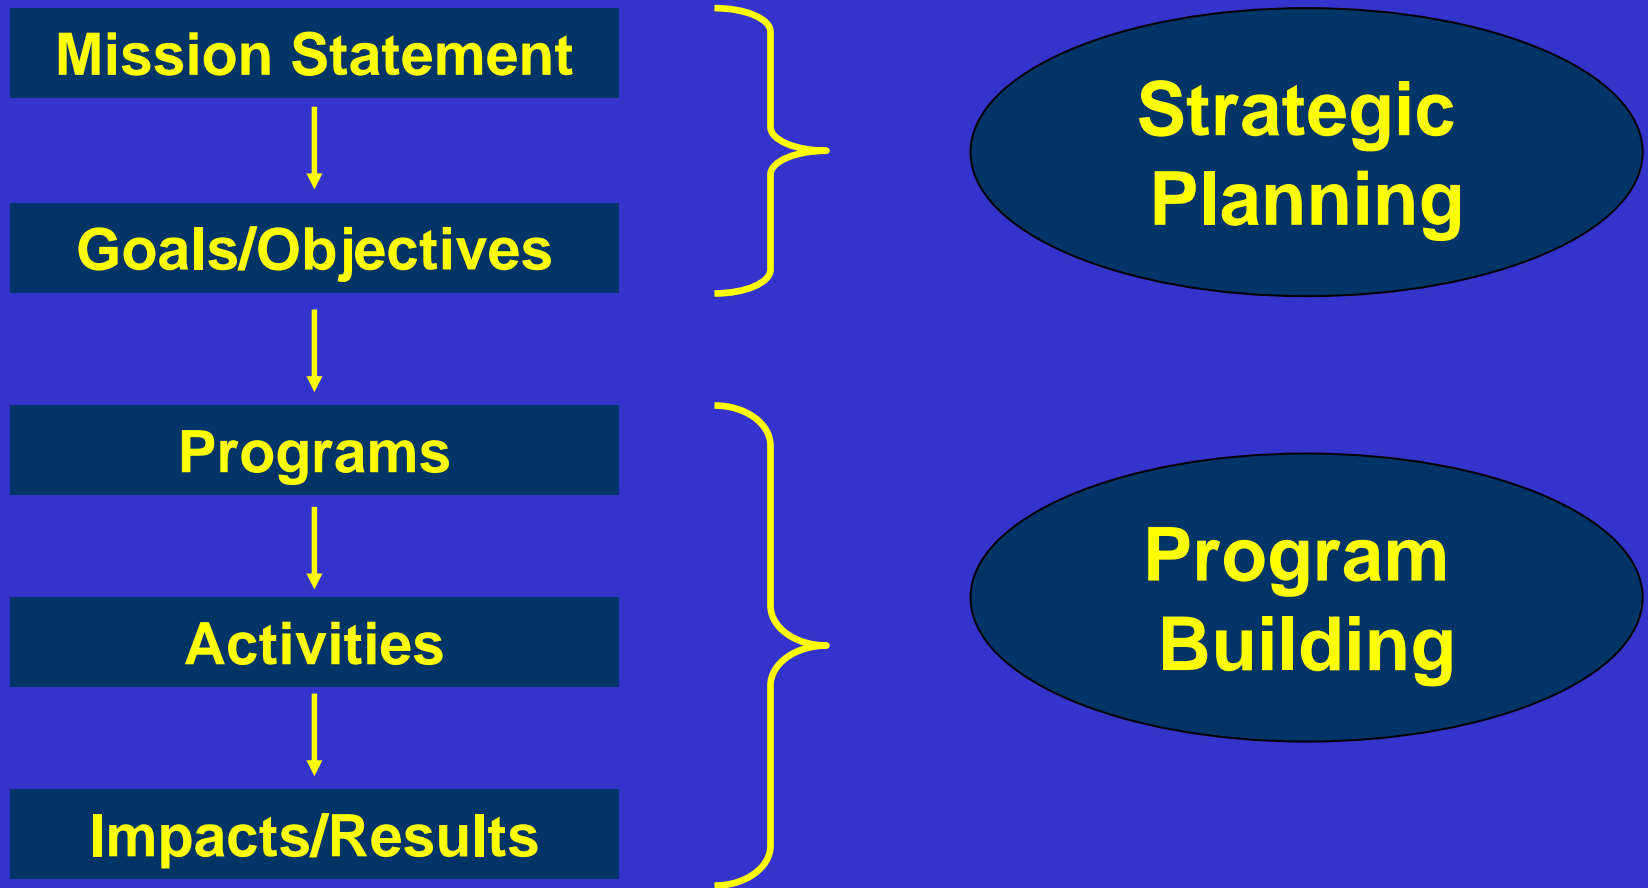 Mission Statement
Goals/Objectives
Programs
Activities
Impacts/Results
Strategic
Planning
Program
Building